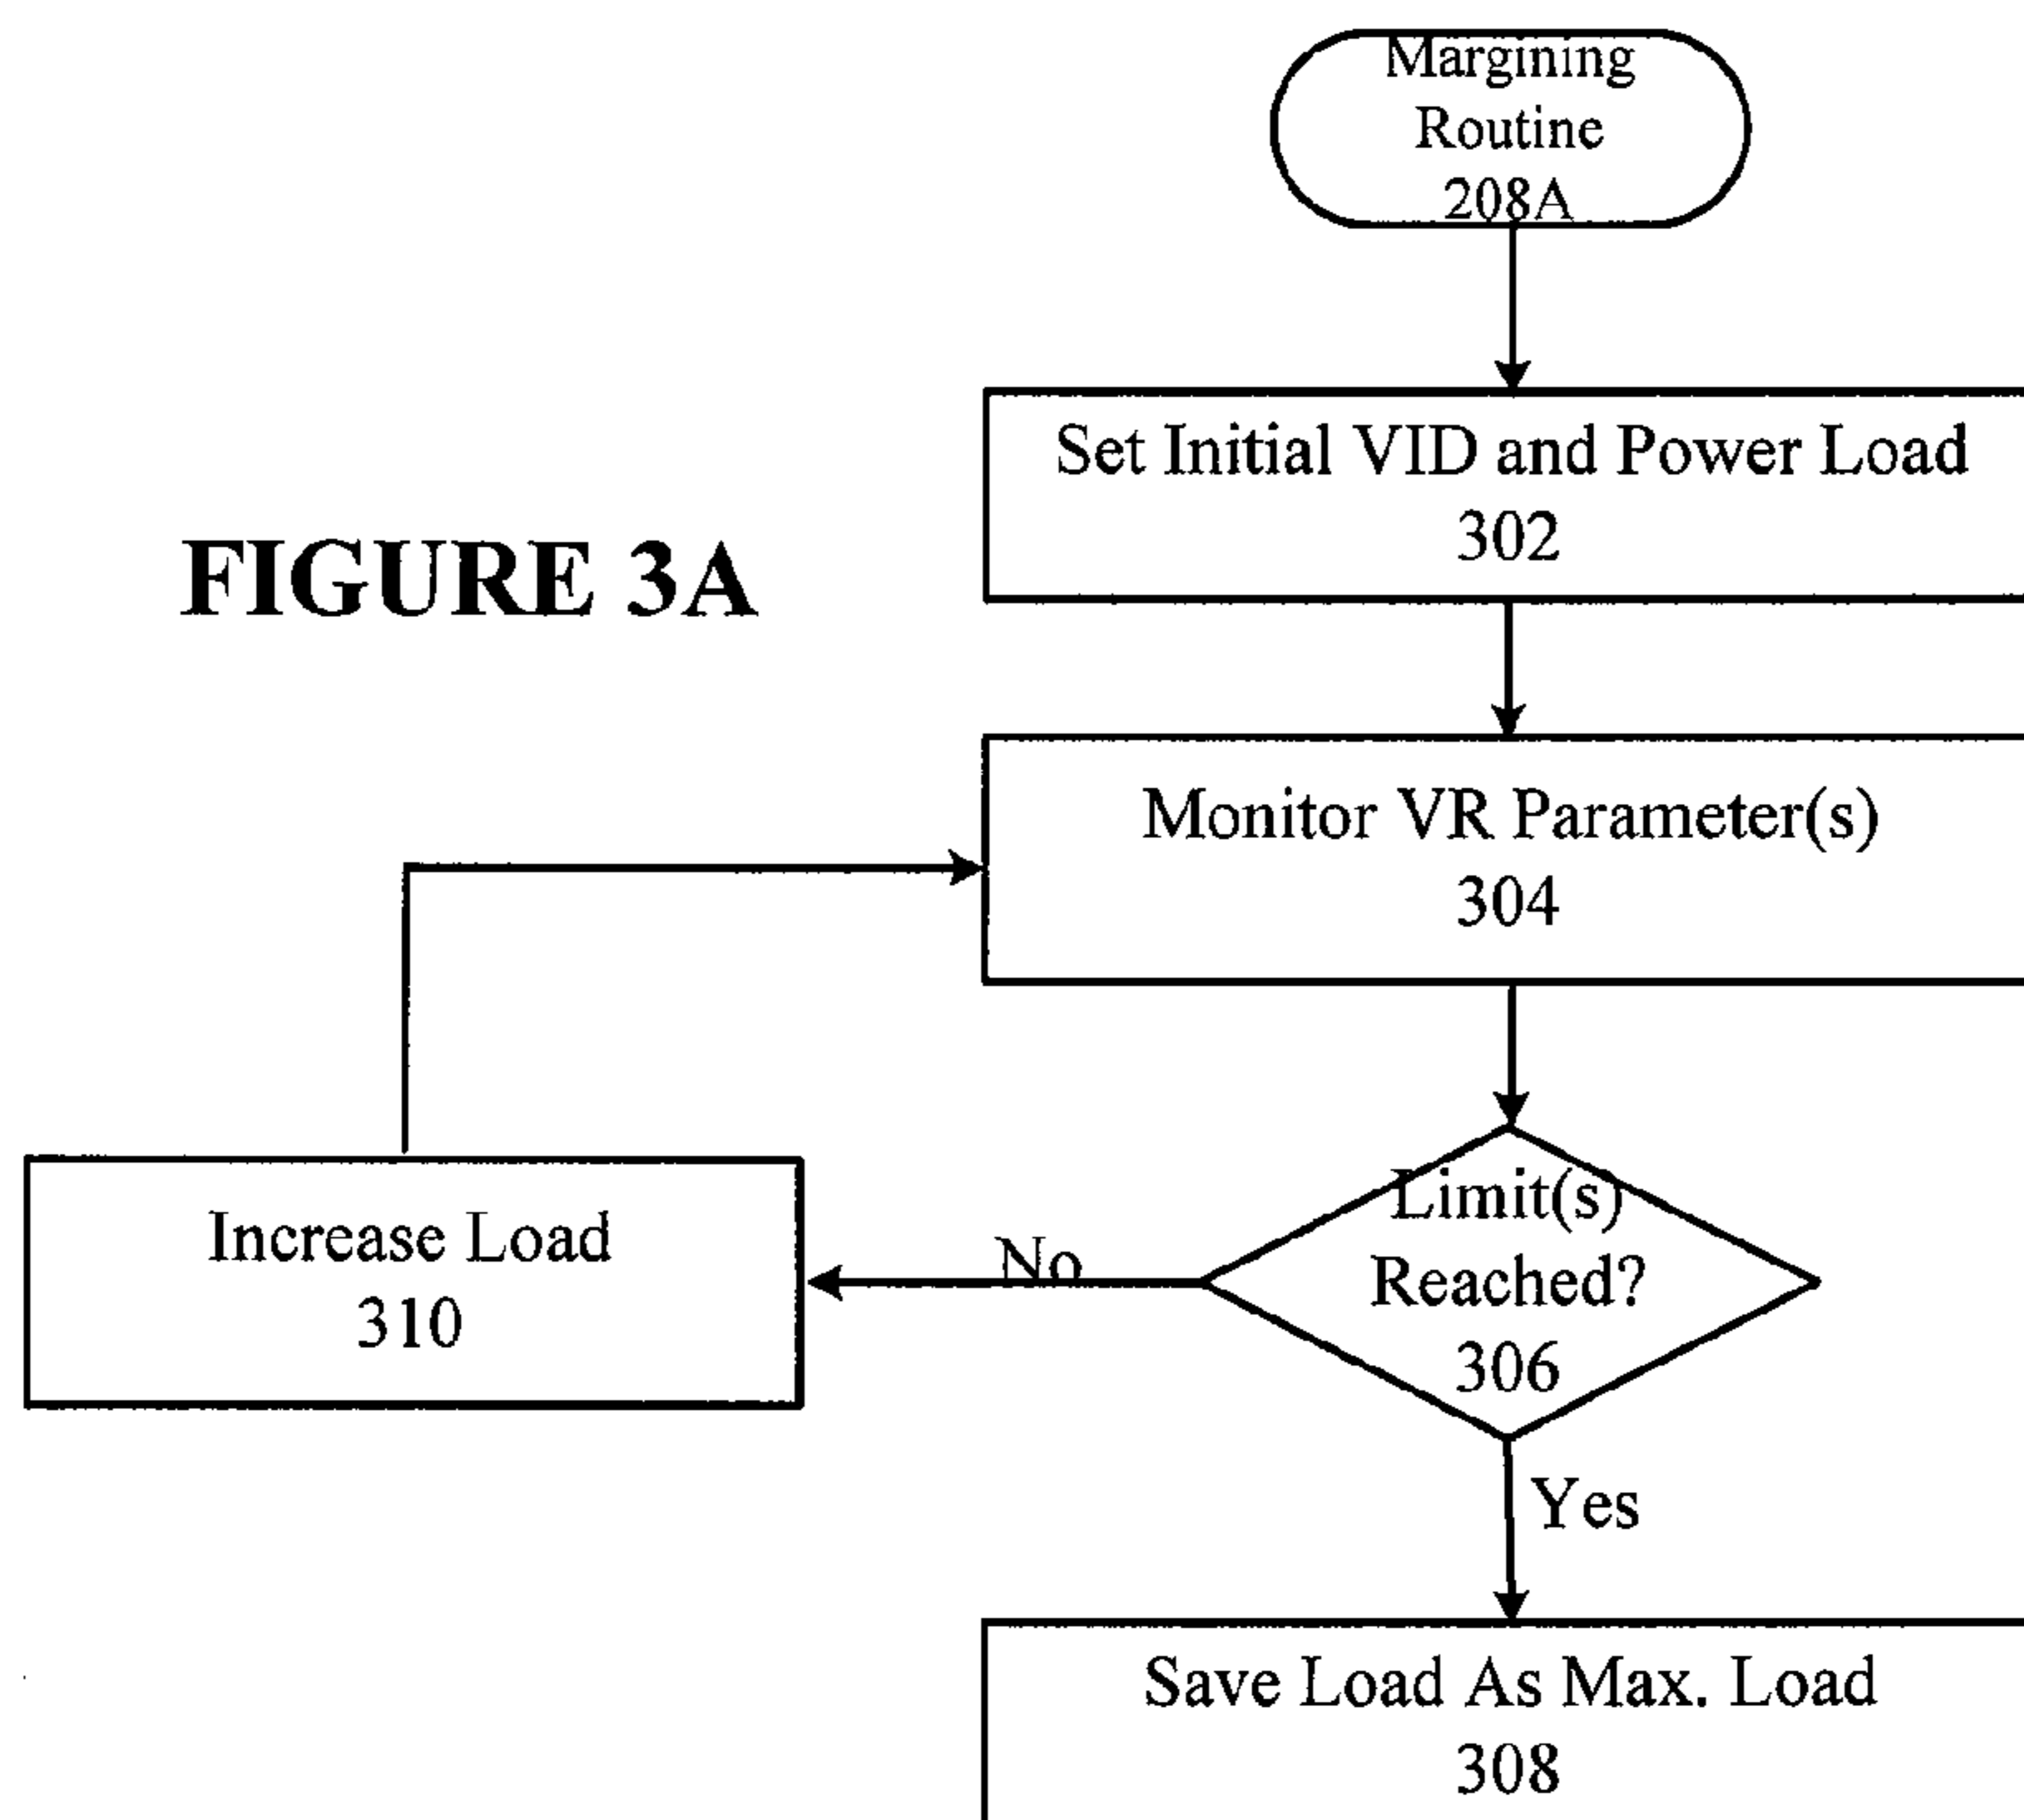 Margining
Routine
208A
Set Initial VID and Power Load
302
FIGURE 3A
Monitor VR Parameter(s)
304
Limit(s)
Reached?
306
No
Increase Load
310
Yes
Save Load As Max. Load
308